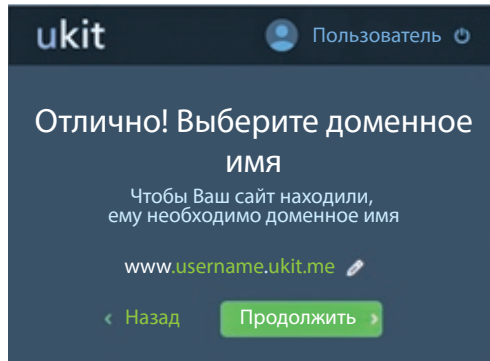 ukit
Пользователь
Отлично! Выберите доменное
имя
Чтобы Ваш сайт находили,
ему необходимо доменное имя
www.username.ukit.me
Назад
Продолжить